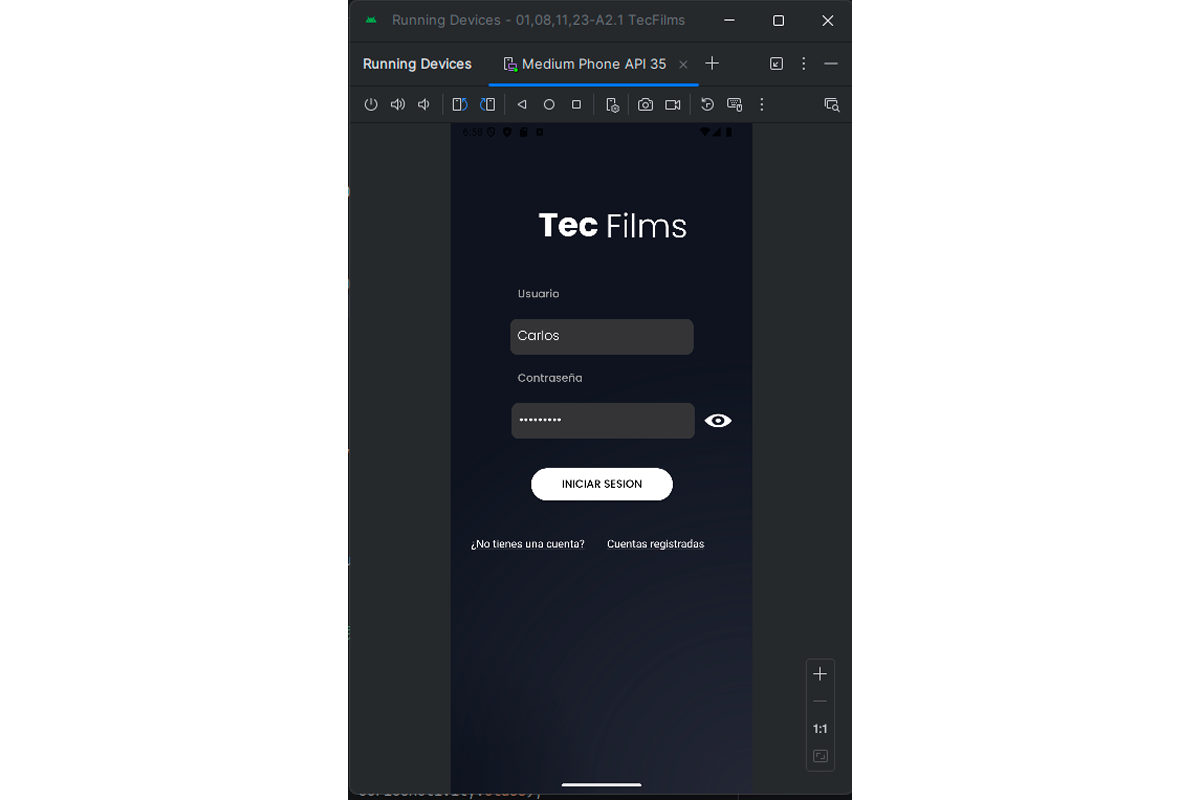 Running Devices - 01,08,11,23-A2.1 TecFilms
Running Devices
Medium Phone API 35
6:50
Tec Films
Usuario
Carlos
Contraseña
•••••••••
INICIAR SESION
¿No tienes una cuenta?
Cuentas registradas
1:1